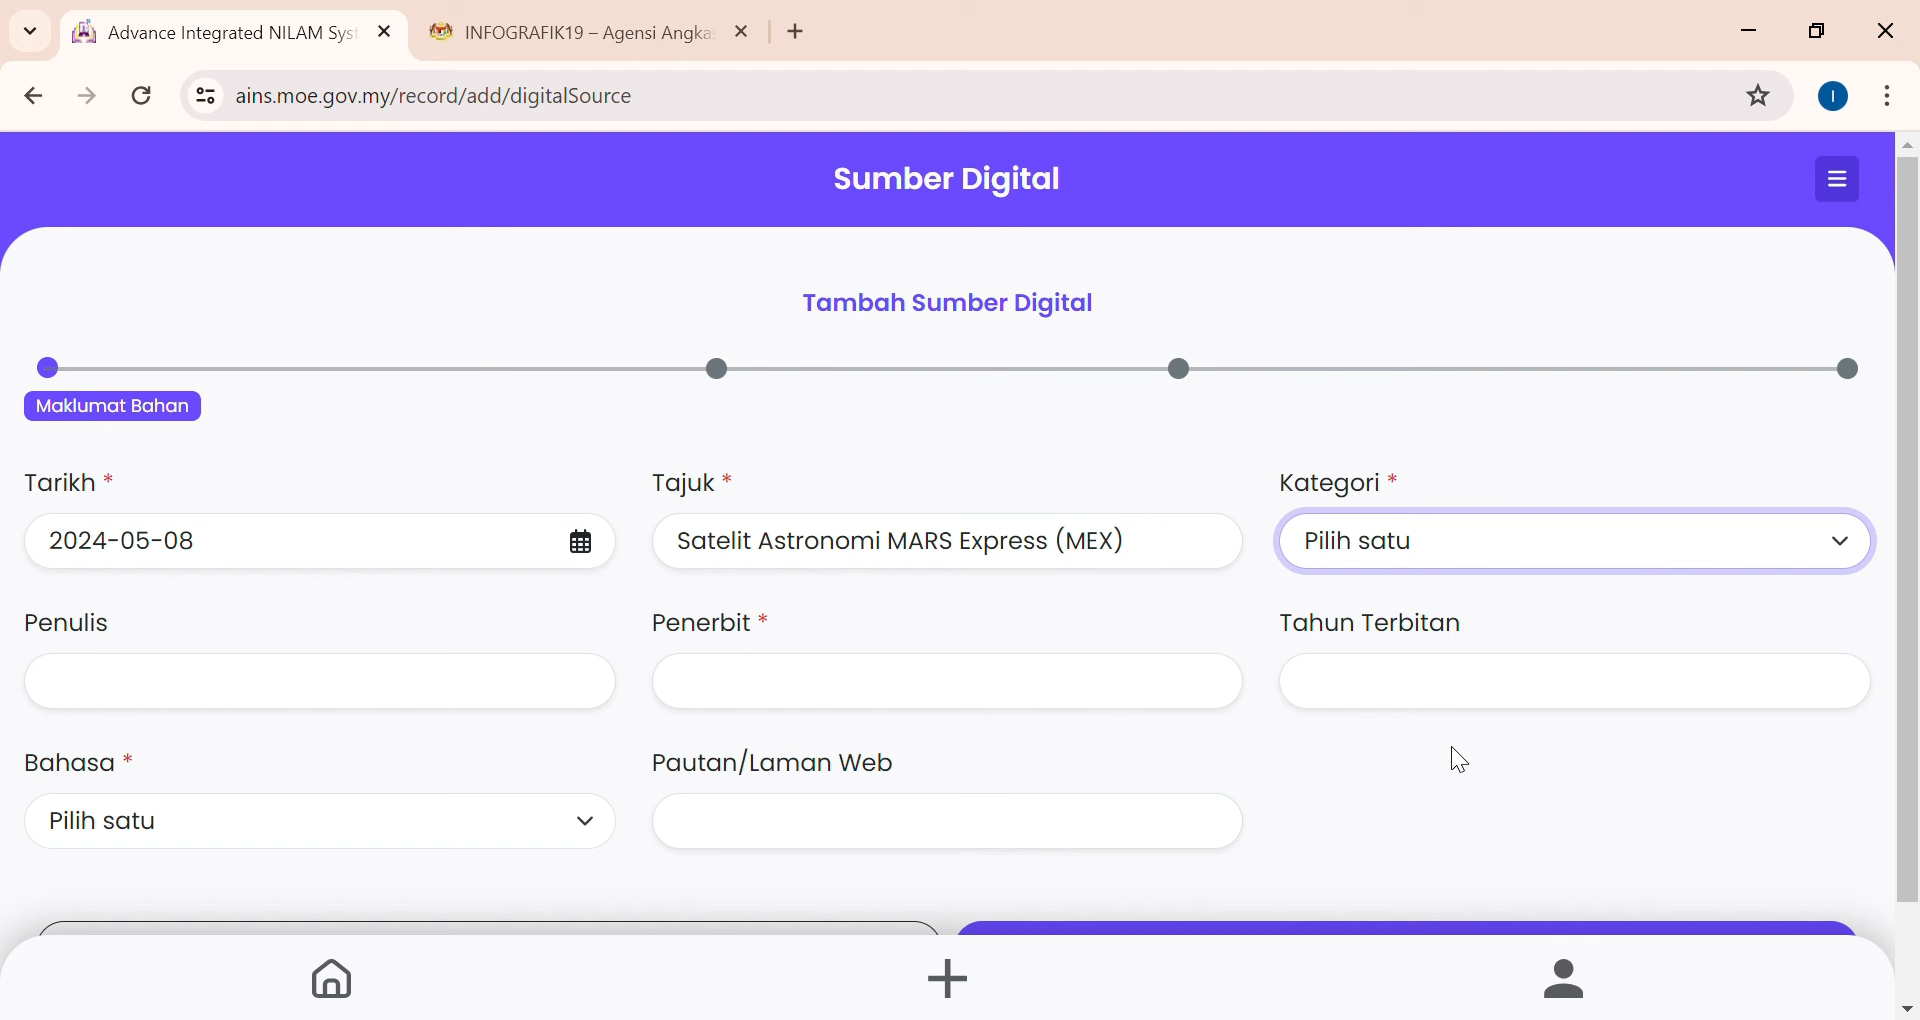 Advance Integrated NILAM Syst
INFOGRAFIK19 – Agensi Angkas
ains.moe.gov.my/record/add/digitalSource
I
Sumber Digital
Tambah Sumber Digital
Maklumat Bahan
Tarikh *
Tajuk *
Kategori *
2024-05-08
Satelit Astronomi MARS Express (MEX)
Pilih satu
Penulis
Penerbit *
Tahun Terbitan
Bahasa *
Pautan/Laman Web
Pilih satu